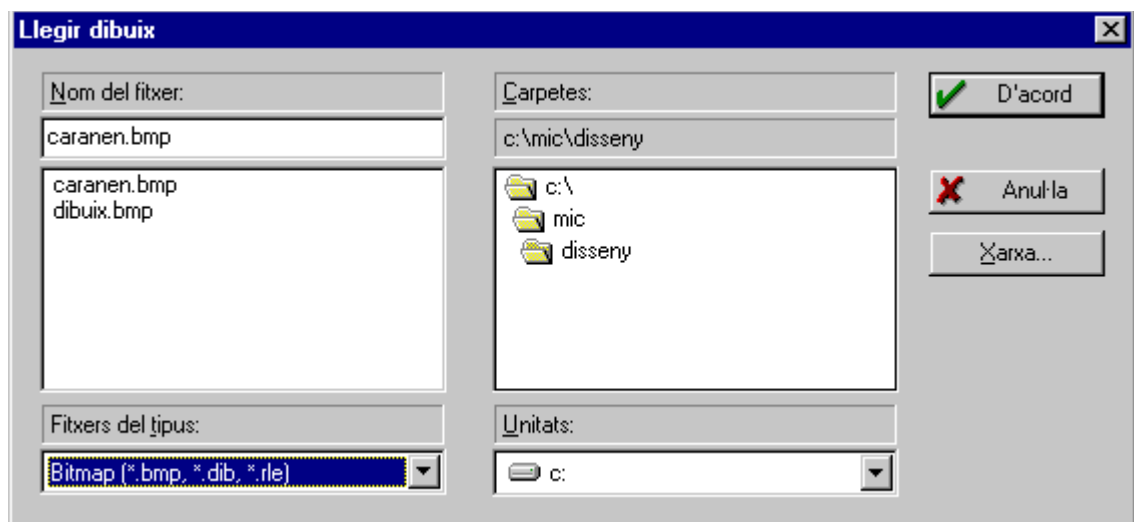 Llegir dibuix
Nom del fitxer:
caranen.bmp
caranen.bmp
dibuix.bmp
Fitxers del tipus:
Bitmap (*.bmp, *.dib, *.rle)
Carpetes:
c:\mic\disseny
c:\
mic
disseny
Unitats:
c:
D'acord
Anul·la
Xarxa...